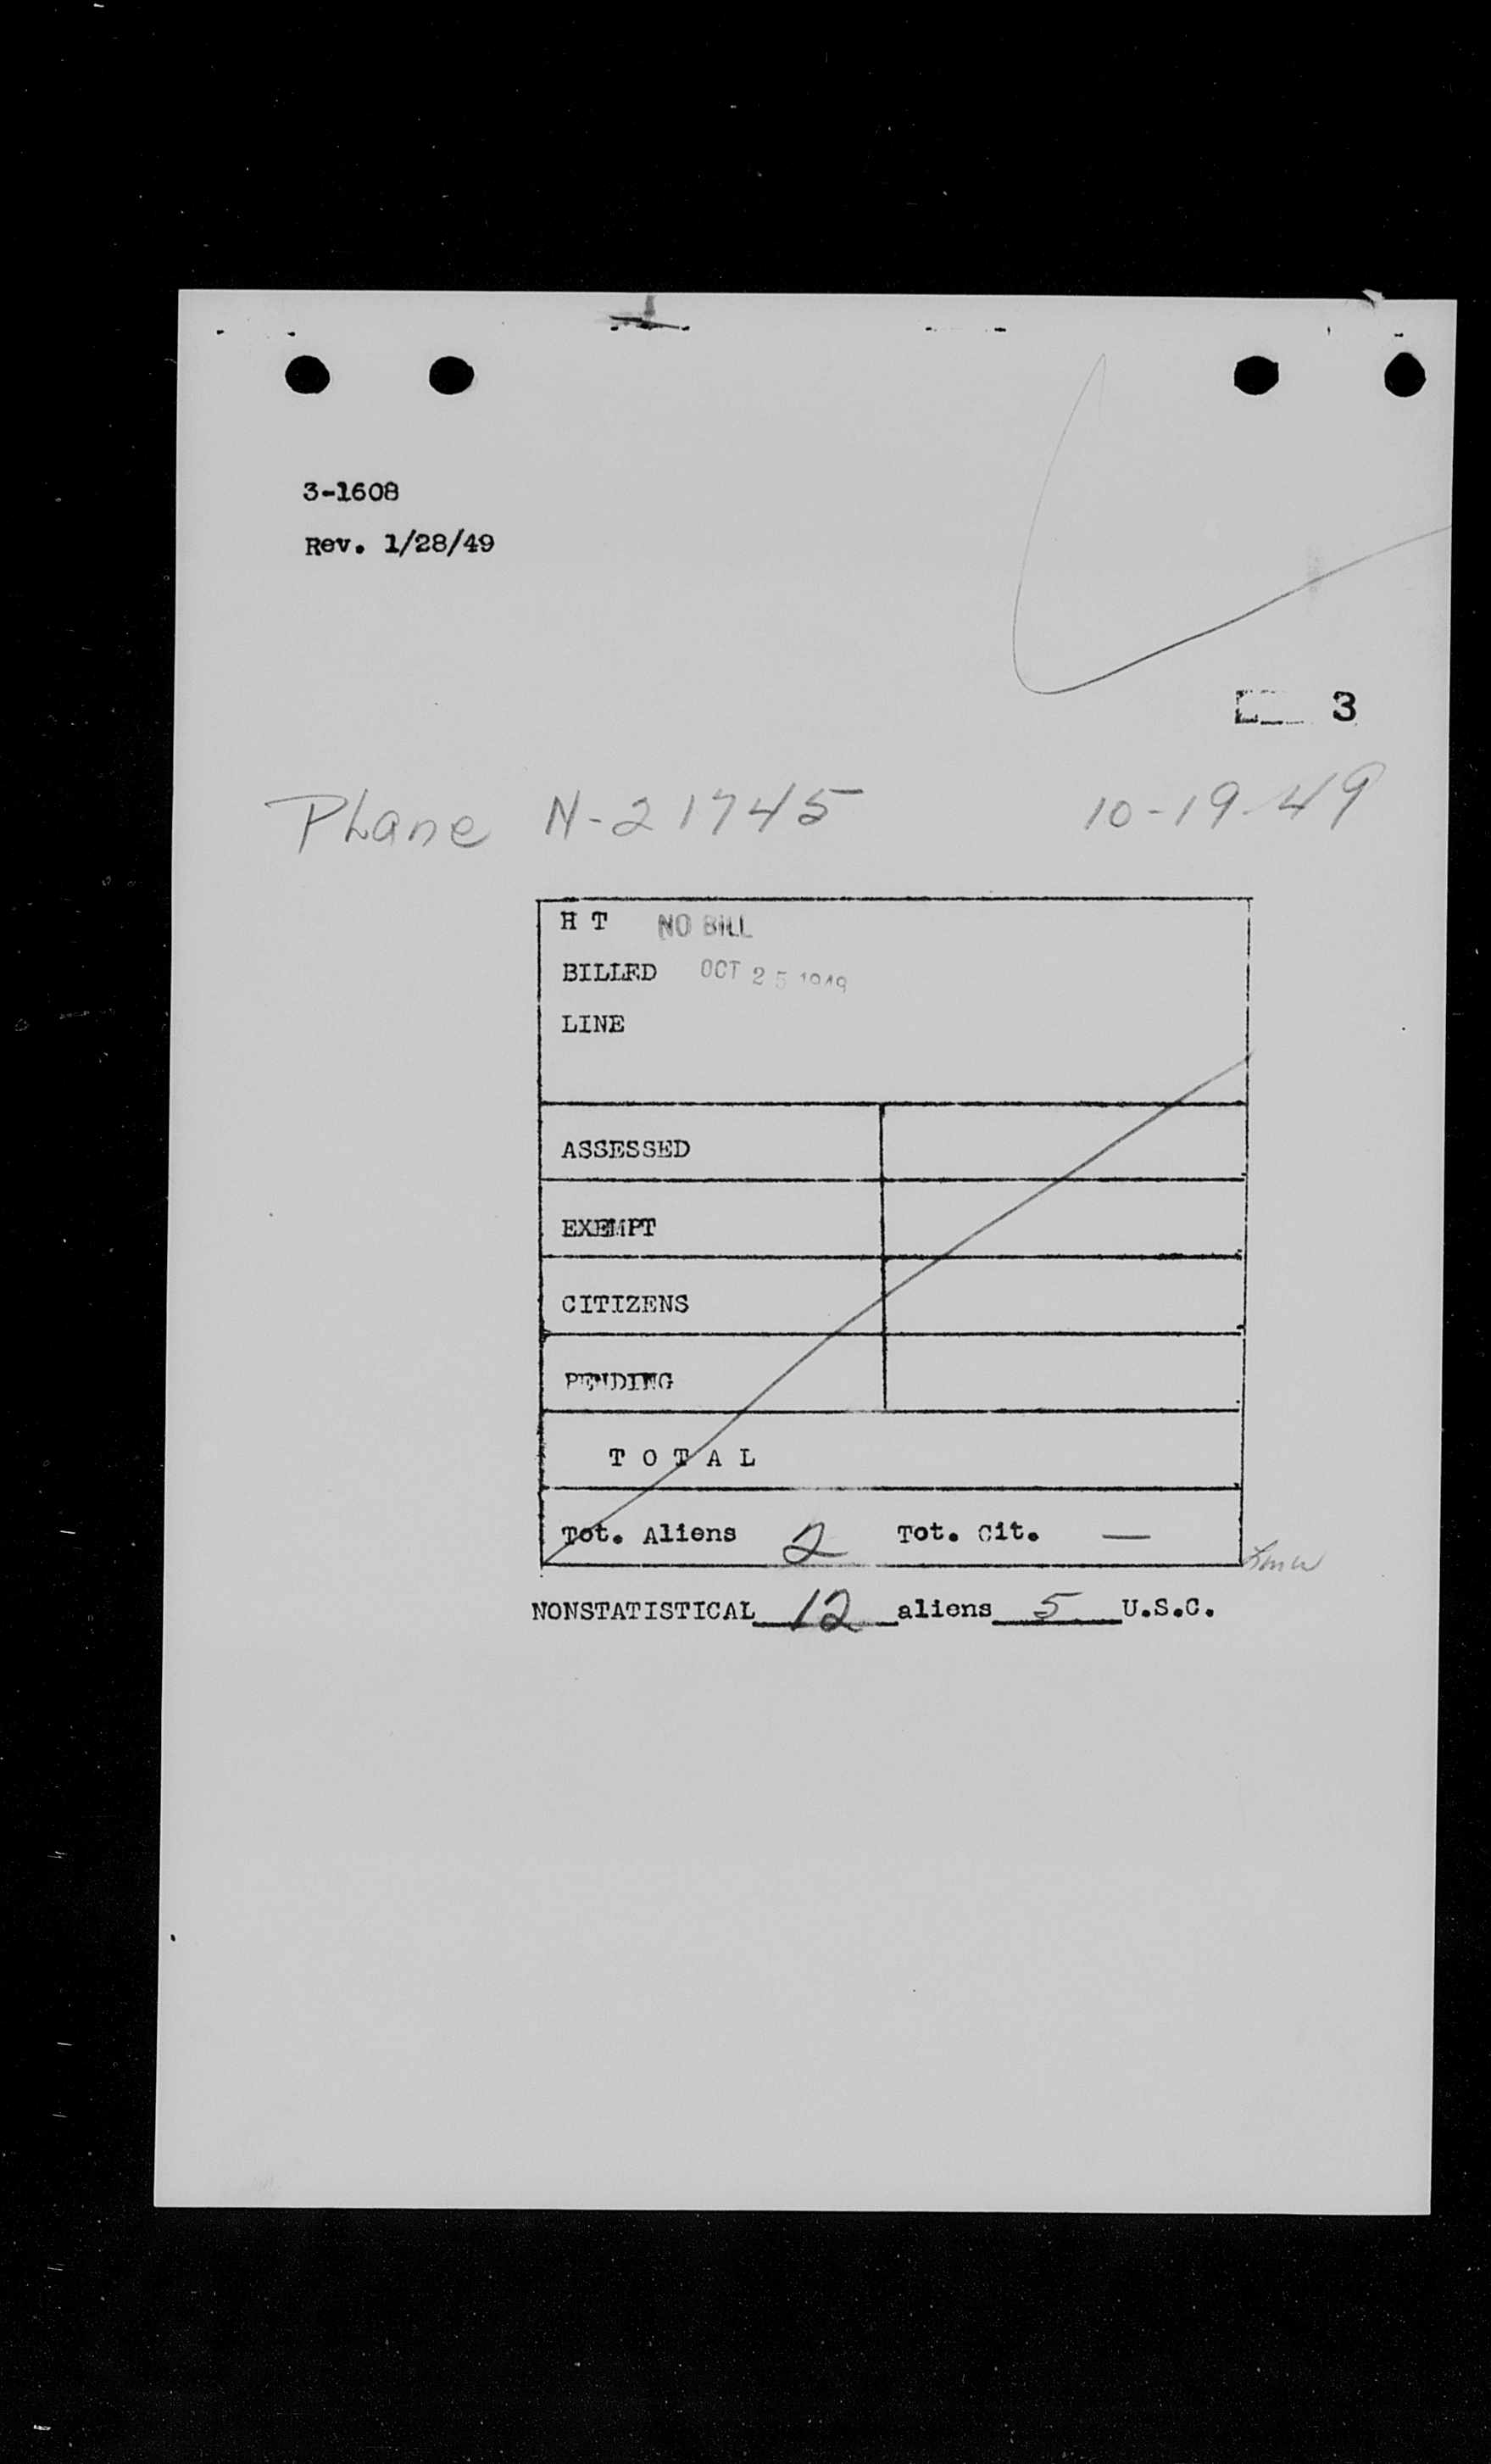 3-1608
Rev. 1/28/49
3
Plane N-21745 10-19-49
H T NO BILL
BILLED OCT 25 1949
LINE
ASSESSED
EXEMPT
CITIZENS
PENDING
T O T A L
Tot. Aliens 2 Tot. Cit. —
NONSTATISTICAL 12 aliens 5 U.S.C.